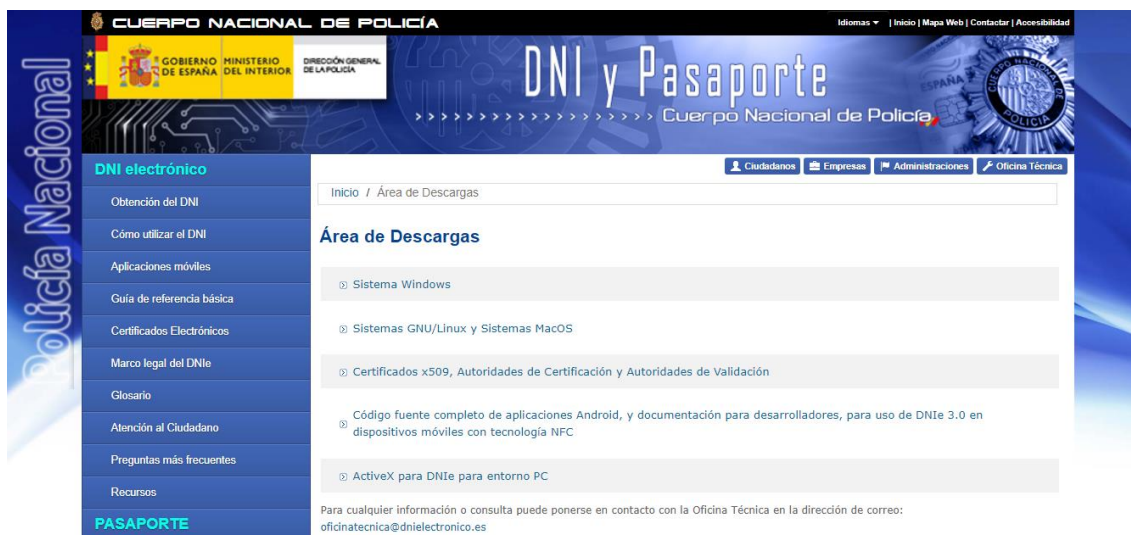 CUERPO NACIONAL DE POLICÍA
Idiomas | Inicio | Mapa Web | Contactar | Accesibilidad
Policía Nacional
GOBIERNO DE ESPAÑA
MINISTERIO DEL INTERIOR
DIRECCIÓN GENERAL DE LA POLICÍA
DNI y Pasaporte
>>>>>>>>>>>>>>>>>>> Cuerpo Nacional de Policía
ESPAÑA
POLICIA
DNI electrónico
Ciudadanos Empresas Administraciones Oficina Técnica
Obtención del DNI
Cómo utilizar el DNI
Aplicaciones móviles
Guía de referencia básica
Certificados Electrónicos
Marco legal del DNIe
Glosario
Atención al Ciudadano
Preguntas más frecuentes
Recursos
PASAPORTE
Inicio / Área de Descargas
Área de Descargas
Sistema Windows
Sistemas GNU/Linux y Sistemas MacOS
Certificados x509, Autoridades de Certificación y Autoridades de Validación
Código fuente completo de aplicaciones Android, y documentación para desarrolladores, para uso de DNIe 3.0 en
dispositivos móviles con tecnología NFC
ActiveX para DNIe para entorno PC
Para cualquier información o consulta puede ponerse en contacto con la Oficina Técnica en la dirección de correo:
oficinatecnica@dnielectronico.es